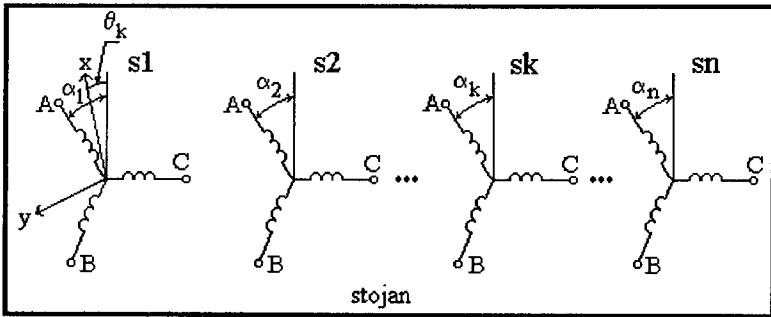 θk
x s1 s2 sk sn
A α1 A α2 A αk A αn
C C ... C ... C
y
B B B B
stojan